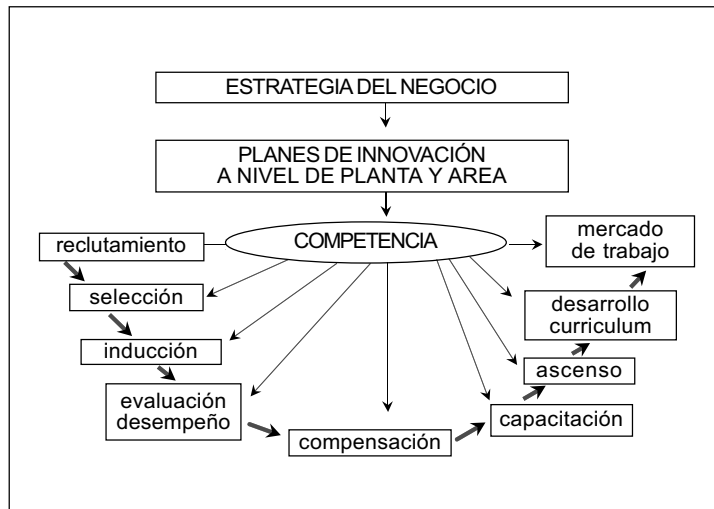 ESTRATEGIA DEL NEGOCIO
PLANES DE INNOVACIÓN
A NIVEL DE PLANTA Y AREA
COMPETENCIA
reclutamiento
selección
inducción
evaluación
desempeño
compensación
capacitación
ascenso
desarrollo
curriculum
mercado
de trabajo